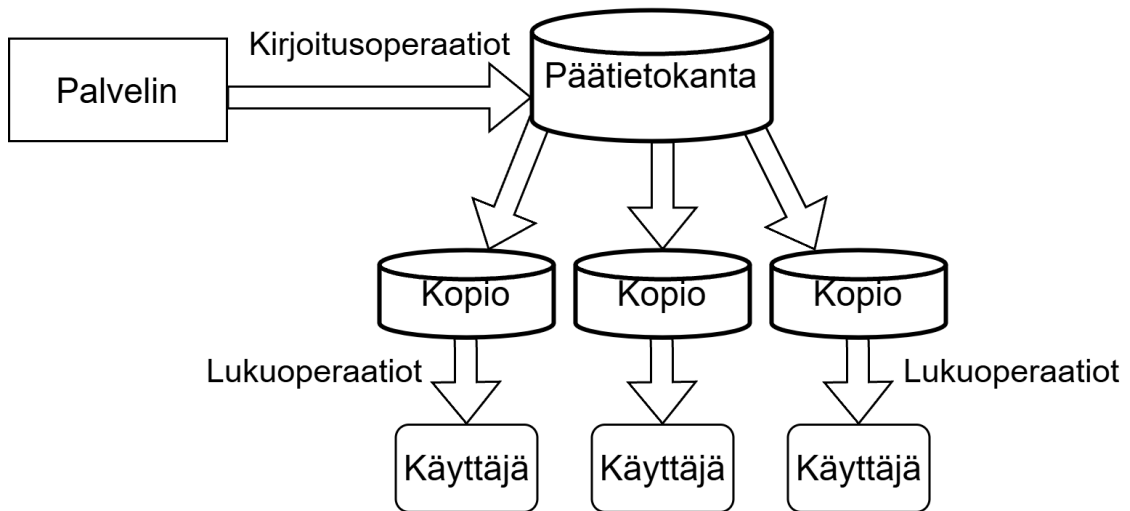 Kirjoitusoperaatiot
Palvelin
Päätietokanta
Kopio
Kopio
Kopio
Lukuoperaatiot
Lukuoperaatiot
Käyttäjä
Käyttäjä
Käyttäjä